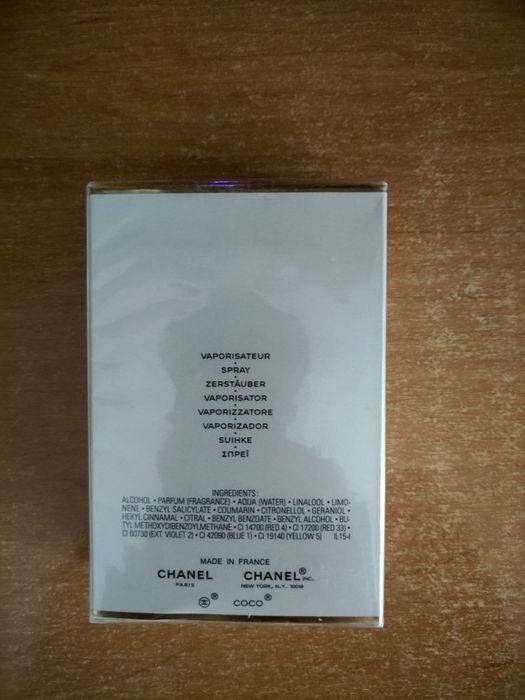 VAPORISATEUR
SPRAY
ZERSTÄUBER
VAPORISATOR
VAPORIZZATORE
VAPORIZADOR
SUIHKE
ΣΠΡΕΪ
INGREDIENTS:
ALCOHOL • PARFUM (FRAGRANCE) • AQUA (WATER) • LINALOOL • LIMO-
NENE • BENZYL SALICYLATE • COUMARIN • CITRONELLOL • GERANIOL •
HEXYL CINNAMAL • CITRAL • BENZYL BENZOATE • BENZYL ALCOHOL • BU-
TYL METHOXYDIBENZOYLMETHANE • CI 14700 (RED 4) • CI 17200 (RED 33) •
CI 60730 (EXT. VIOLET 2) • CI 42090 (BLUE 1) • CI 19140 (YELLOW 5) IL15-I
MADE IN FRANCE
CHANEL CHANEL® INC.
PARIS NEW YORK, N.Y. 10019
® COCO®